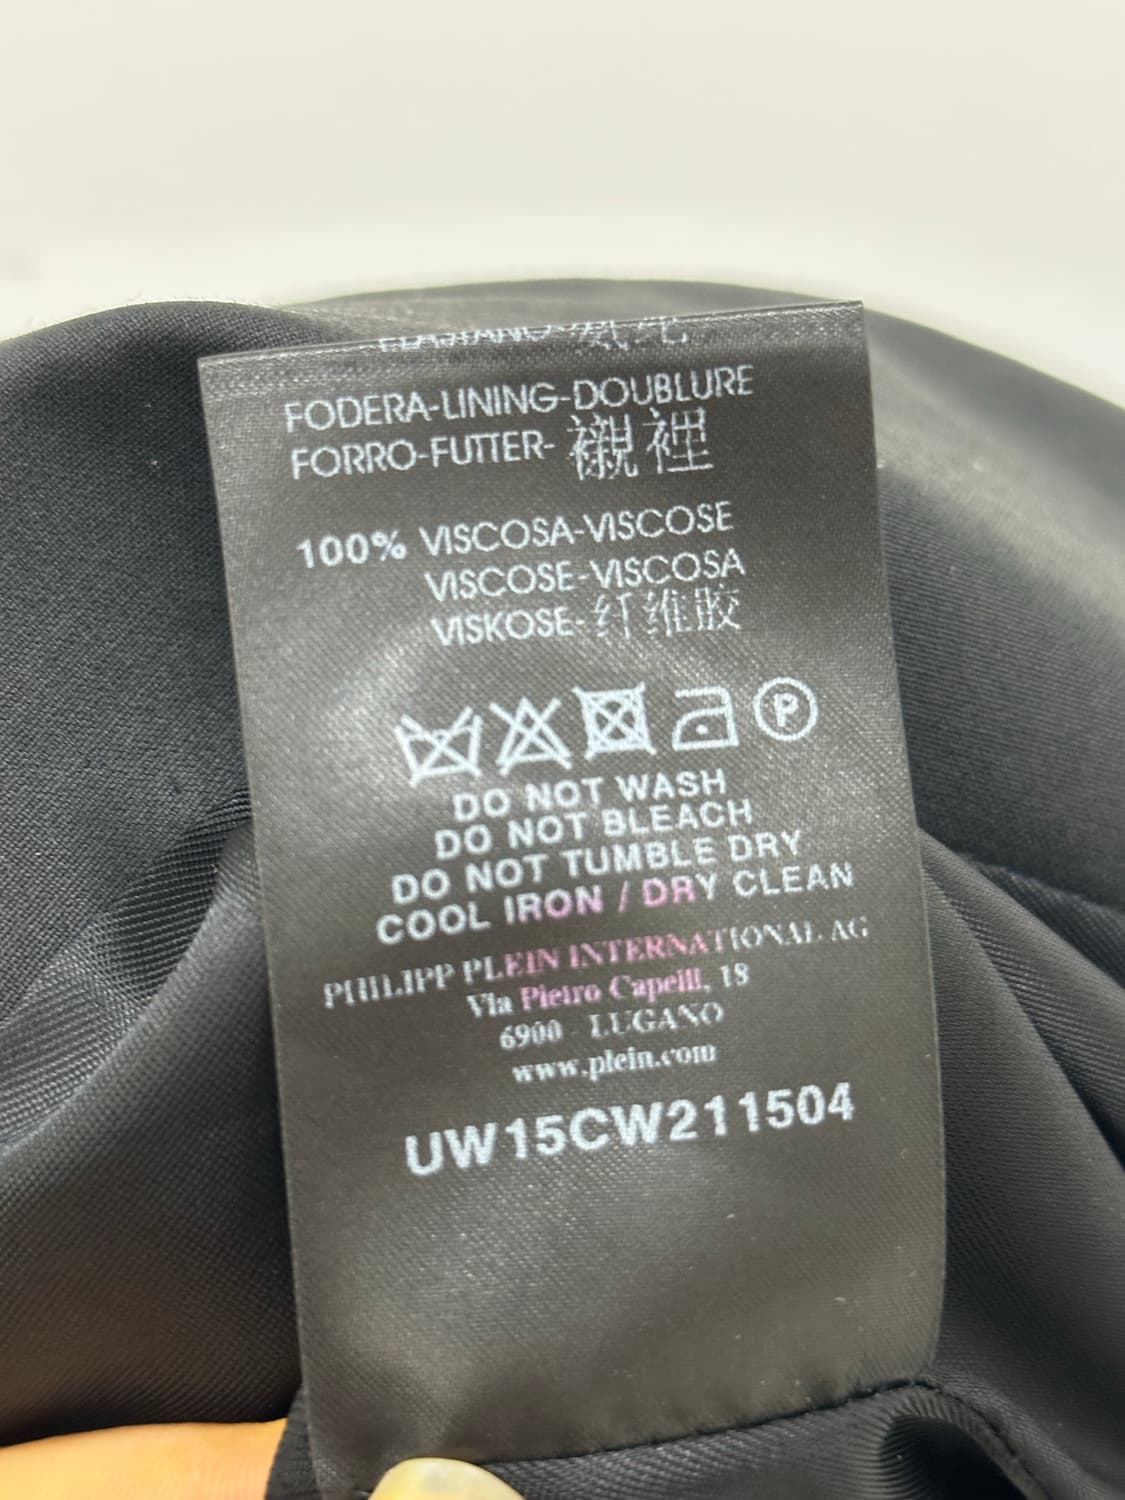 ELASTANO-
FODERA-LINING-DOUBLURE
FORRO-FUTTER-襯裡
100% VISCOSA-VISCOSE
VISCOSE-VISCOSA
VISKOSE-纤维胶
P
DO NOT WASH
DO NOT BLEACH
DO NOT TUMBLE DRY
COOL IRON / DRY CLEAN
PHILIPP PLEIN INTERNATIONAL AG
Via Pietro Capelli, 18
6900 LUGANO
www.plein.com
UW15CW211504